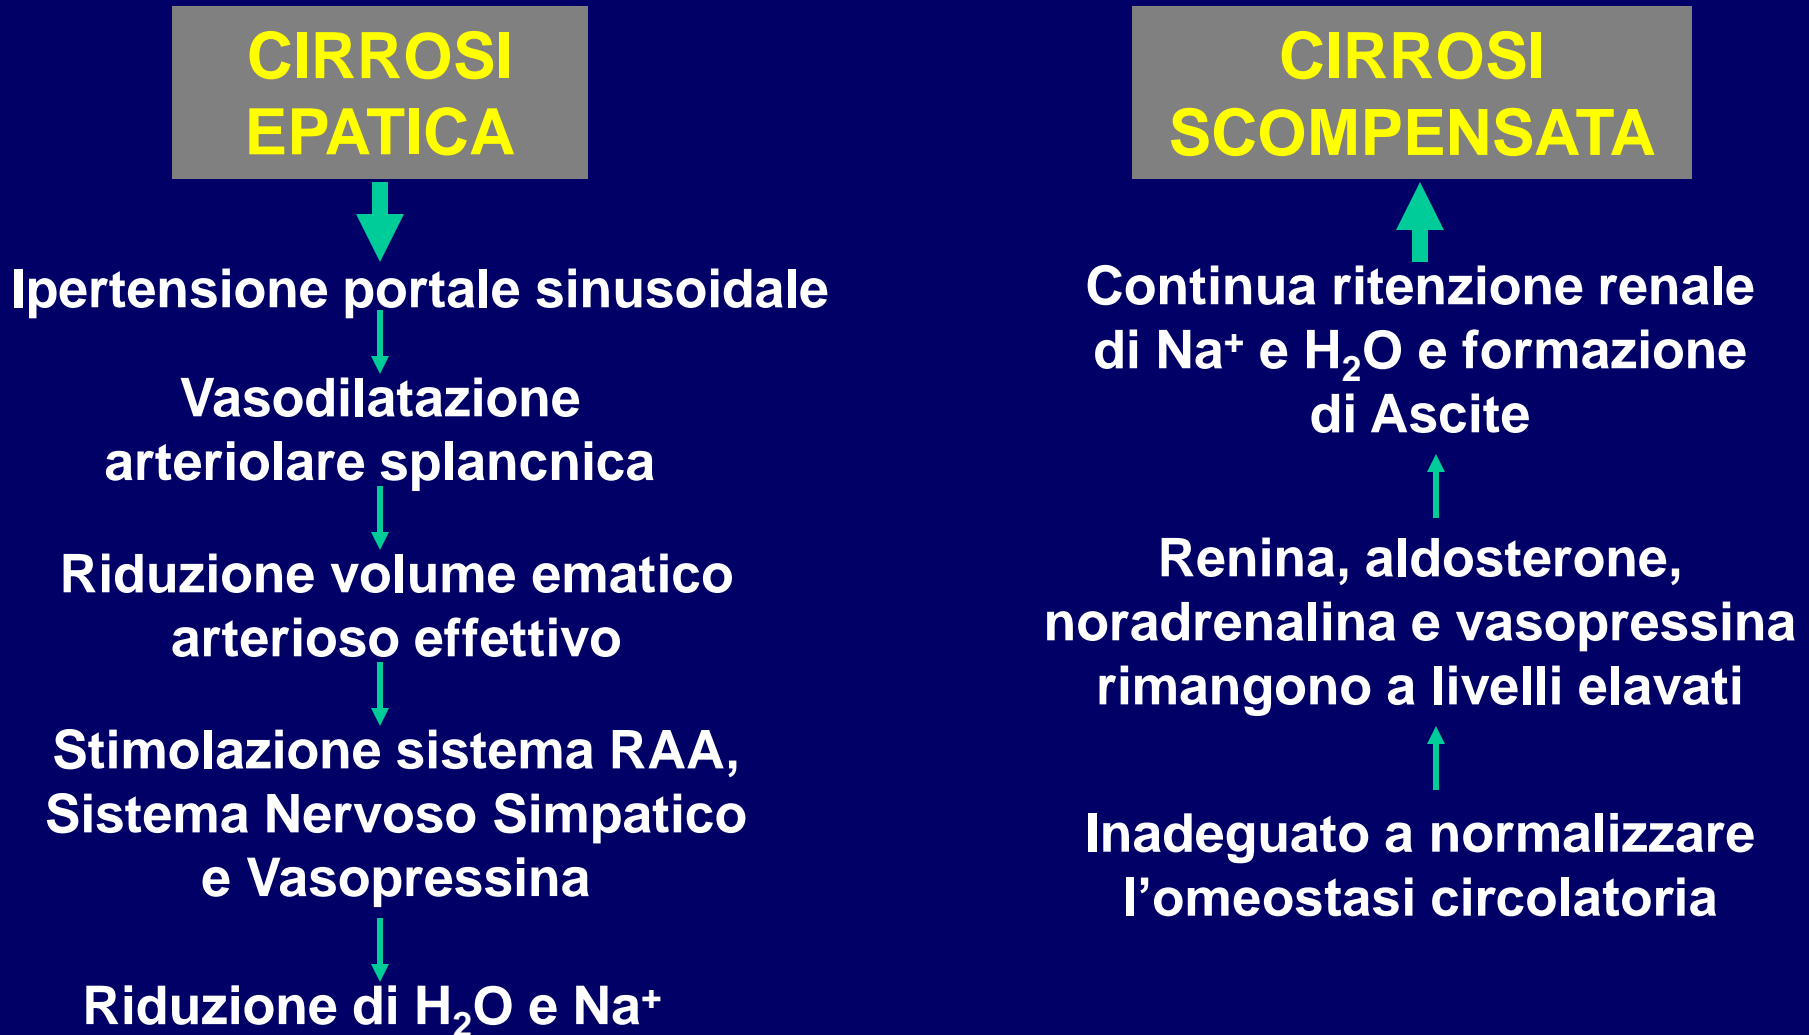 CIRROSI
EPATICA
Ipertensione portale sinusoidale
Vasodilatazione
arteriolare splancnica
Riduzione volume ematico
arterioso effettivo
Stimolazione sistema RAA,
Sistema Nervoso Simpatico
e Vasopressina
Riduzione di H₂O e Na⁺
CIRROSI
SCOMPENSATA
Continua ritenzione renale
di Na⁺ e H₂O e formazione
di Ascite
Renina, aldosterone,
noradrenalina e vasopressina
rimangono a livelli elavati
Inadeguato a normalizzare
l’omeostasi circolatoria